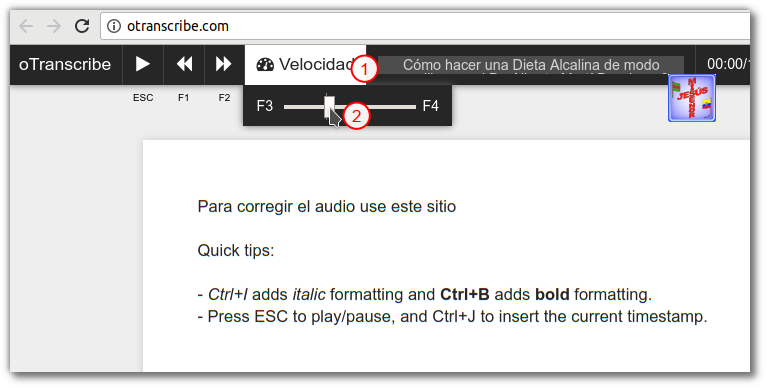 otranscribe.com
oTranscribe
Velocidad
1
Cómo hacer una Dieta Alcalina de modo
00:00/
ESC F1 F2
F3 F4
2
JESÚS
Para corregir el audio use este sitio
Quick tips:
- Ctrl+I adds italic formatting and Ctrl+B adds bold formatting.
- Press ESC to play/pause, and Ctrl+J to insert the current timestamp.